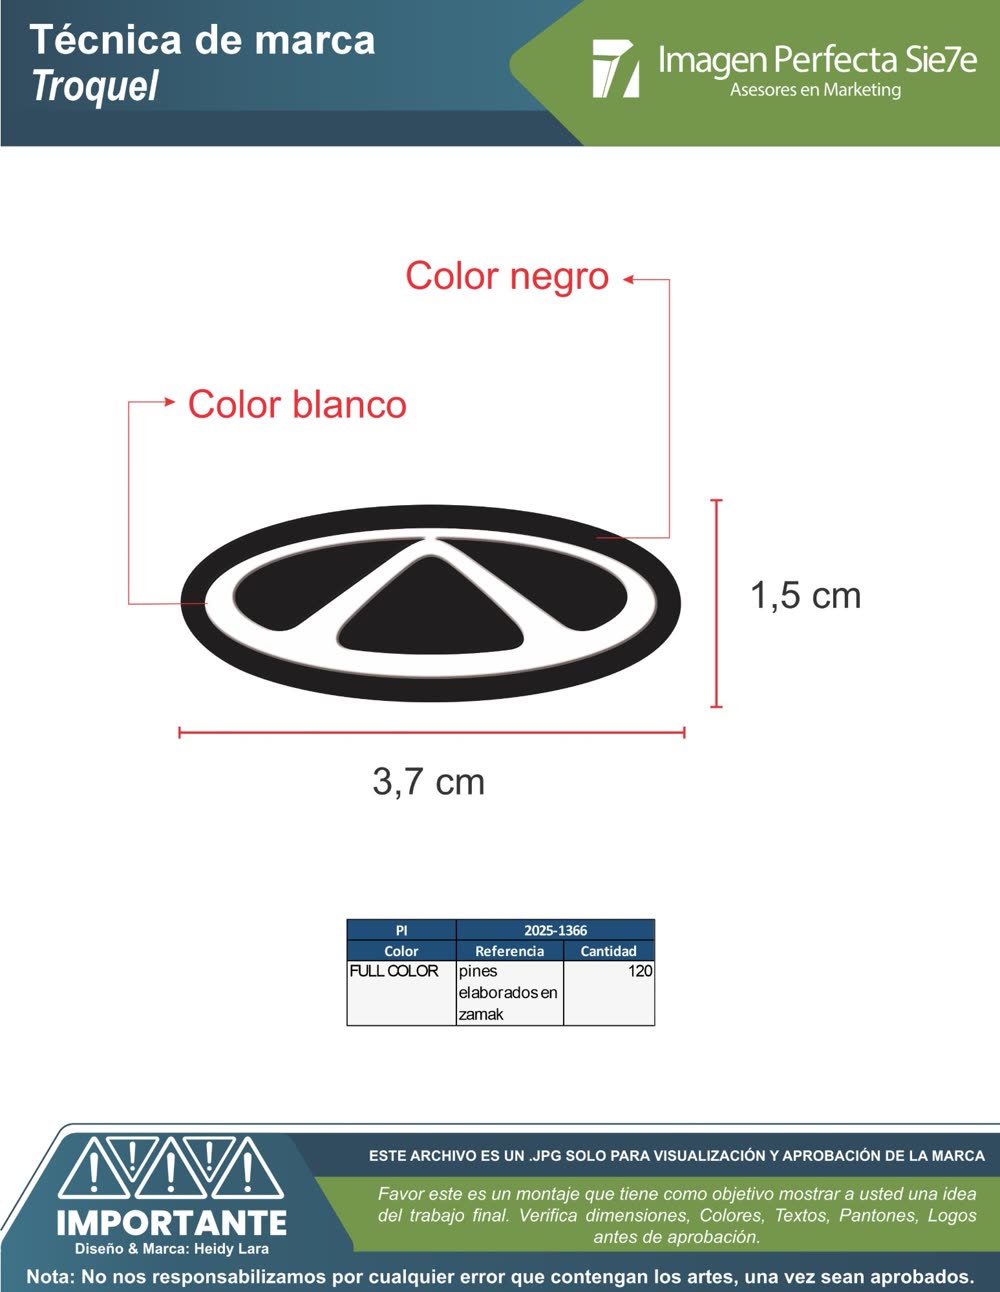 Técnica de marca
Troquel
Imagen Perfecta Sie7e
Asesores en Marketing
Color negro
Color blanco
1,5 cm
3,7 cm
PI 2025-1366
Color Referencia Cantidad
FULL COLOR pines 120
elaborados en
zamak
ESTE ARCHIVO ES UN .JPG SOLO PARA VISUALIZACIÓN Y APROBACIÓN DE LA MARCA
Favor este es un montaje que tiene como objetivo mostrar a usted una idea
del trabajo final. Verifica dimensiones, Colores, Textos, Pantones, Logos
antes de aprobación.
IMPORTANTE
Diseño & Marca: Heidy Lara
Nota: No nos responsabilizamos por cualquier error que contengan los artes, una vez sean aprobados.